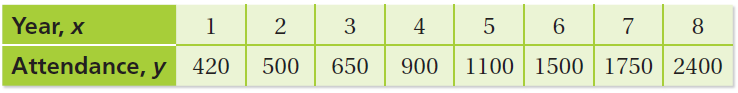 Year, x 1 2 3 4 5 6 7 8
Attendance, y 420 500 650 900 1100 1500 1750 2400